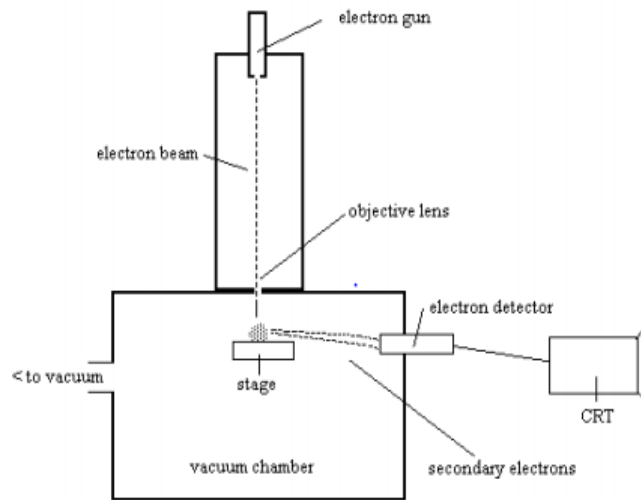 electron gun
electron beam
objective lens
electron detector
< to vacuum
stage
CRT
vacuum chamber
secondary electrons